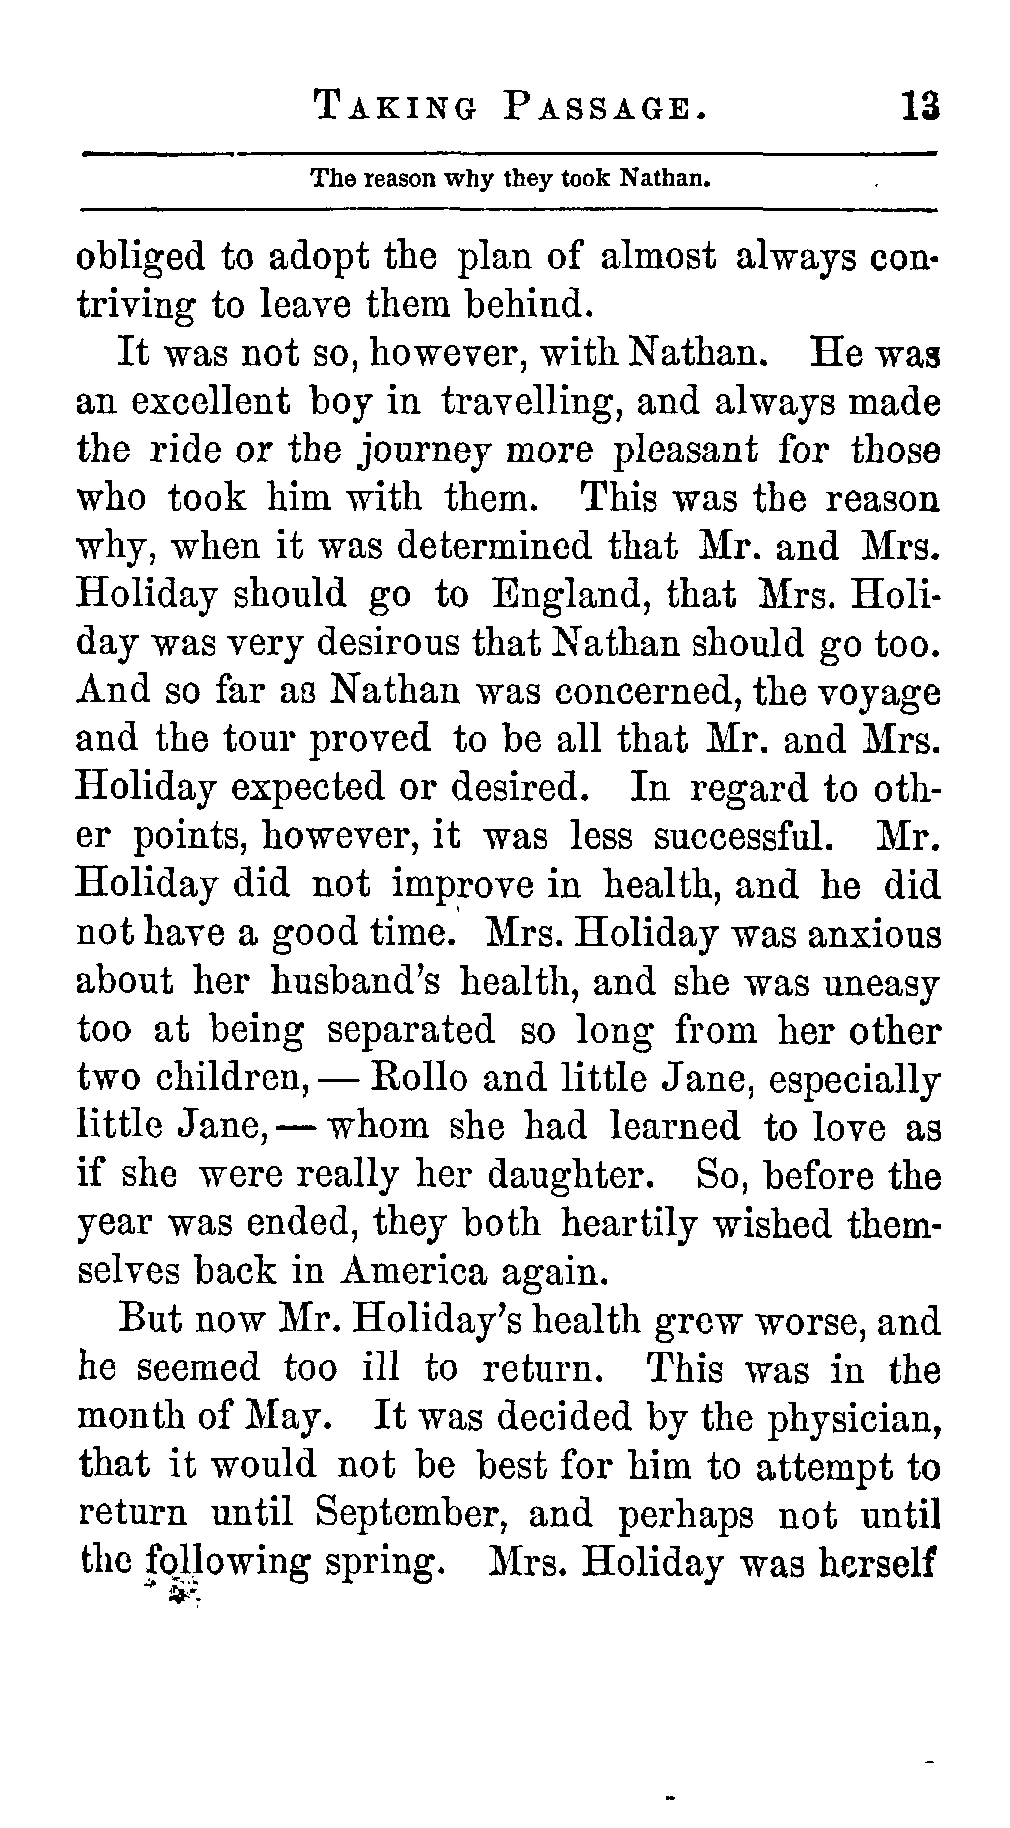 TAKING PASSAGE. 13
The reason why they took Nathan.
obliged to adopt the plan of almost always con-
triving to leave them behind.
It was not so, however, with Nathan. He was
an excellent boy in travelling, and always made
the ride or the journey more pleasant for those
who took him with them. This was the reason
why, when it was determined that Mr. and Mrs.
Holiday should go to England, that Mrs. Holi-
day was very desirous that Nathan should go too.
And so far as Nathan was concerned, the voyage
and the tour proved to be all that Mr. and Mrs.
Holiday expected or desired. In regard to oth-
er points, however, it was less successful. Mr.
Holiday did not improve in health, and he did
not have a good time. Mrs. Holiday was anxious
about her husband's health, and she was uneasy
too at being separated so long from her other
two children, — Rollo and little Jane, especially
little Jane, — whom she had learned to love as
if she were really her daughter. So, before the
year was ended, they both heartily wished them-
selves back in America again.
But now Mr. Holiday's health grew worse, and
he seemed too ill to return. This was in the
month of May. It was decided by the physician,
that it would not be best for him to attempt to
return until September, and perhaps not until
the following spring. Mrs. Holiday was herself